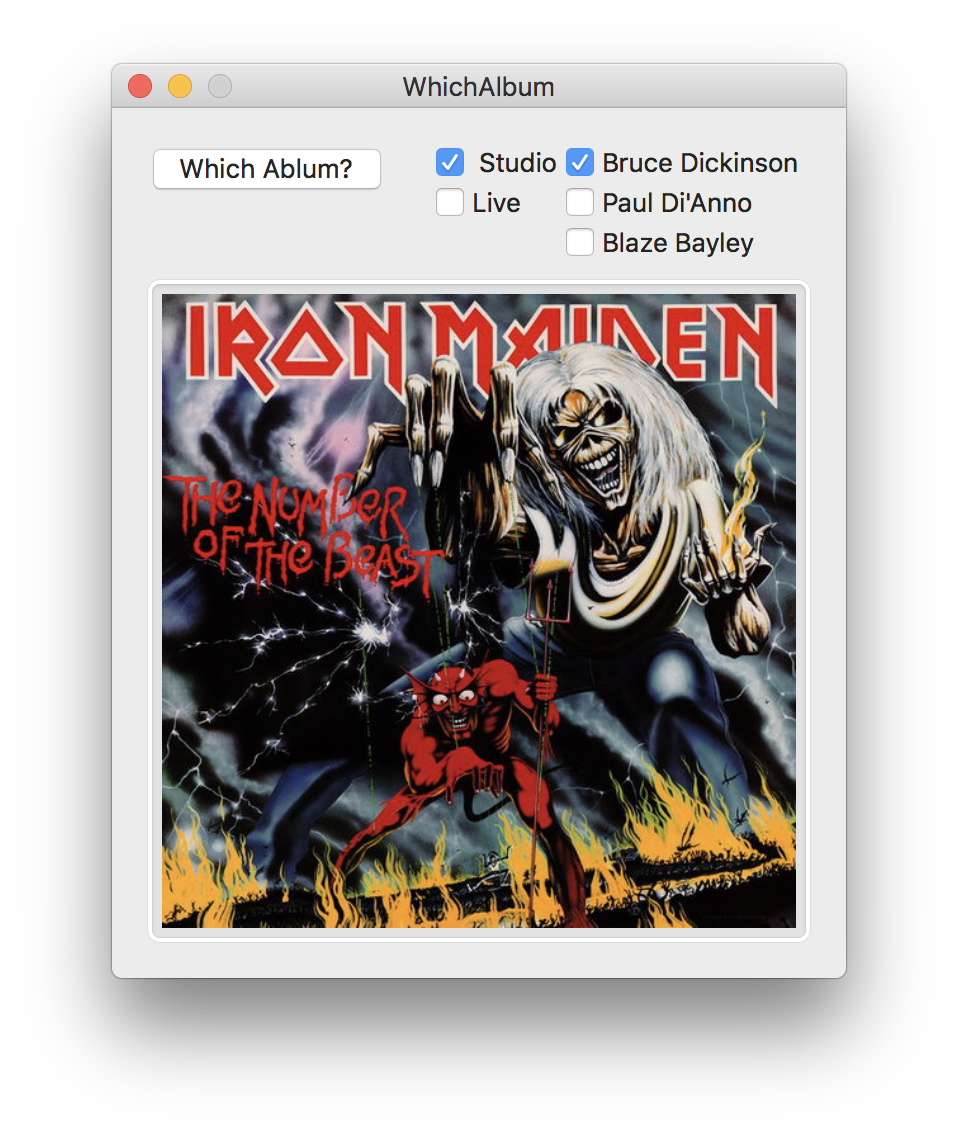 WhichAlbum
Which Ablum?
Studio
Bruce Dickinson
Live
Paul Di'Anno
Blaze Bayley
IRON MAIDEN
THE NUMBER
OF THE BEAST